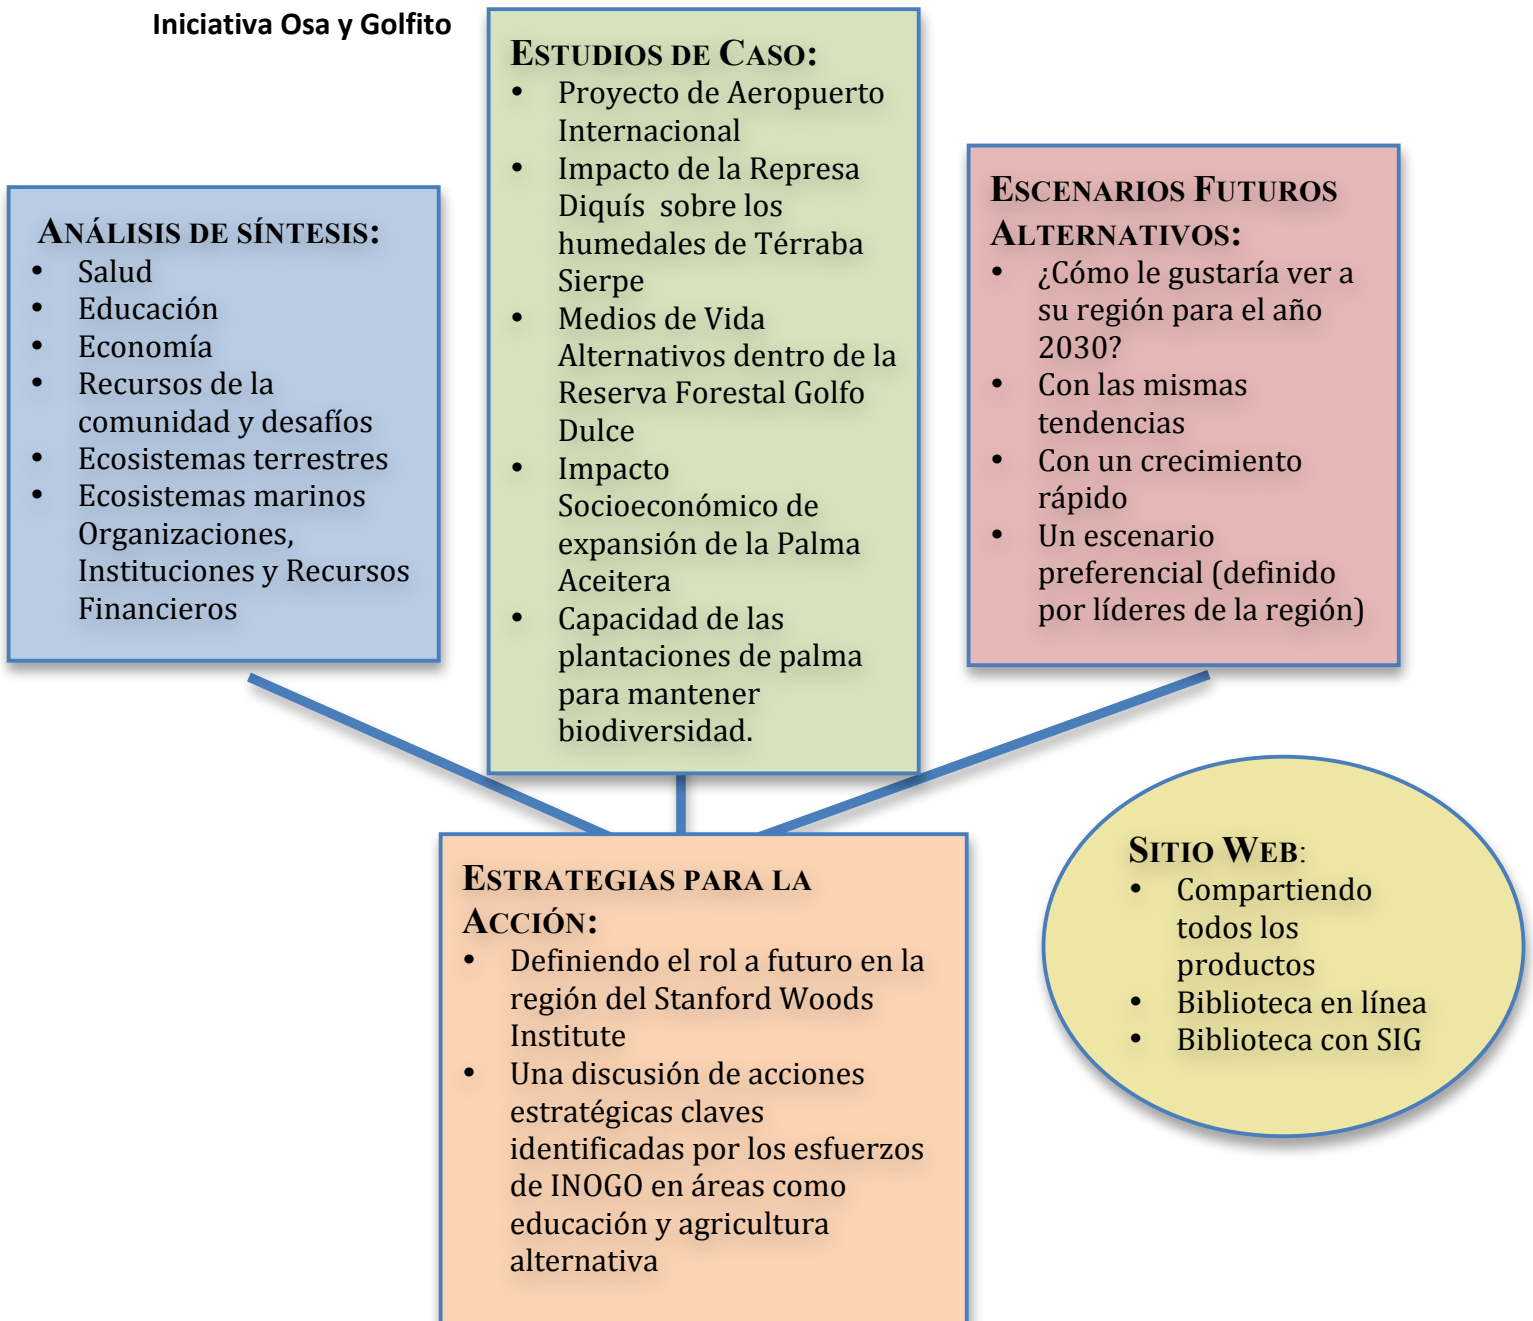 Iniciativa Osa y Golfito
ANÁLISIS DE SÍNTESIS:
• Salud
• Educación
• Economía
• Recursos de la
comunidad y desafíos
• Ecosistemas terrestres
• Ecosistemas marinos
Organizaciones,
Instituciones y Recursos
Financieros
ESTUDIOS DE CASO:
• Proyecto de Aeropuerto
Internacional
• Impacto de la Represa
Diquís sobre los
humedales de Térraba
Sierpe
• Medios de Vida
Alternativos dentro de la
Reserva Forestal Golfo
Dulce
• Impacto
Socioeconómico de
expansión de la Palma
Aceitera
• Capacidad de las
plantaciones de palma
para mantener
biodiversidad.
ESCENARIOS FUTUROS
ALTERNATIVOS:
• ¿Cómo le gustaría ver a
su región para el año
2030?
• Con las mismas
tendencias
• Con un crecimiento
rápido
• Un escenario
preferencial (definido
por líderes de la región)
ESTRATEGIAS PARA LA
ACCIÓN:
• Definiendo el rol a futuro en la
región del Stanford Woods
Institute
• Una discusión de acciones
estratégicas claves
identificadas por los esfuerzos
de INOGO en áreas como
educación y agricultura
alternativa
SITIO WEB:
• Compartiendo
todos los
productos
• Biblioteca en línea
• Biblioteca con SIG